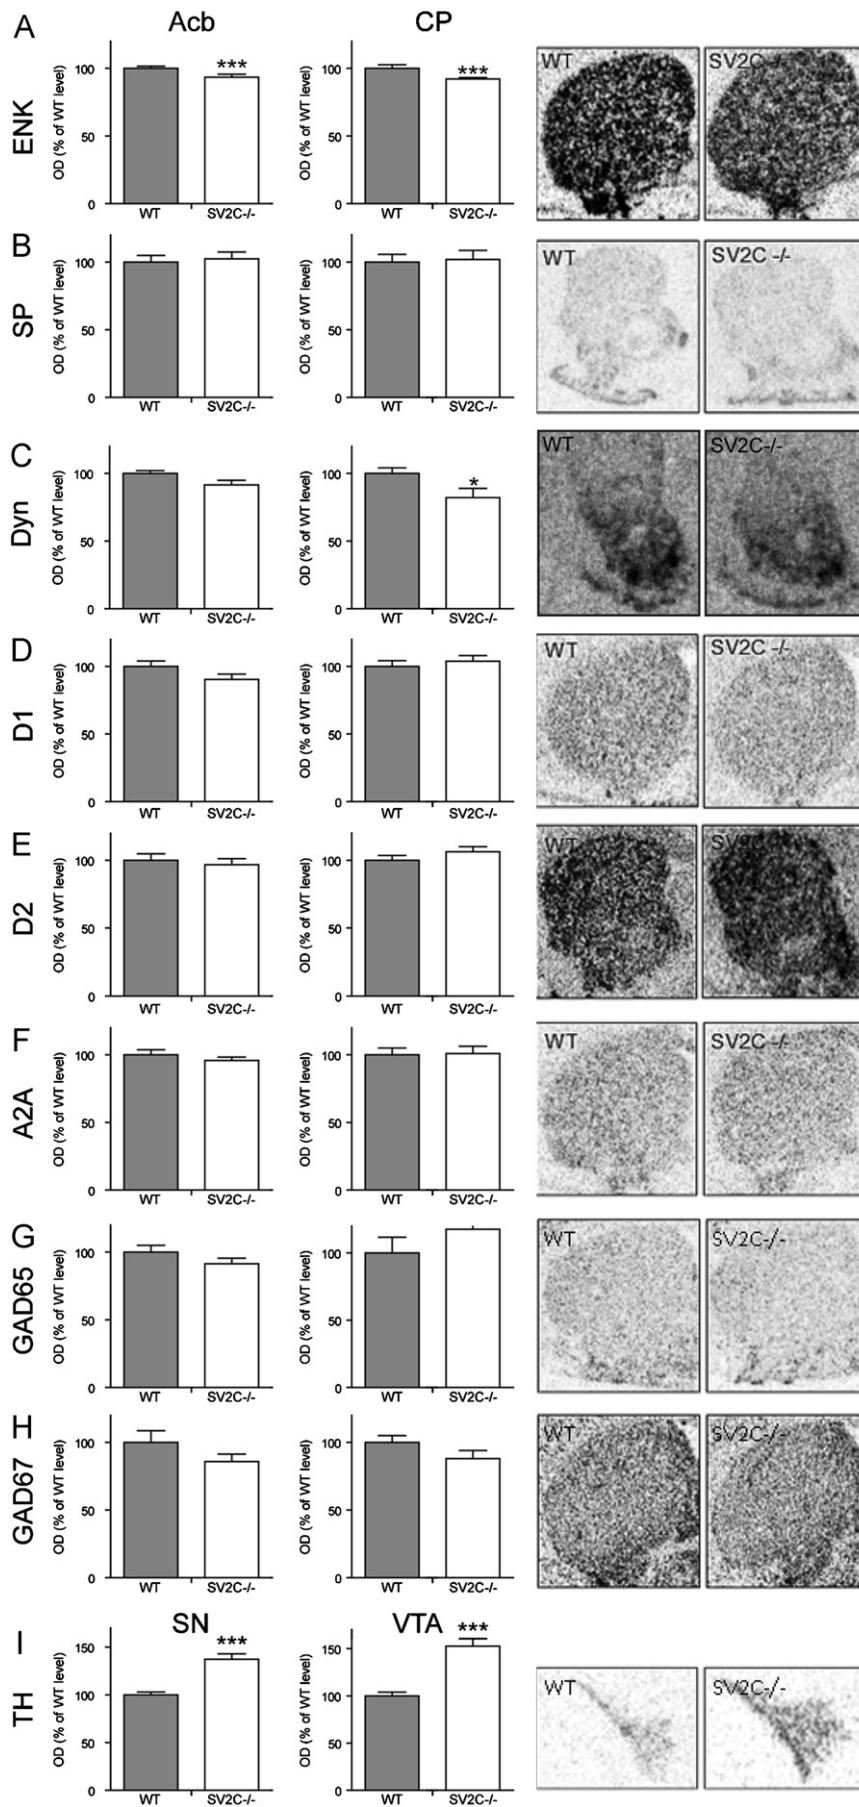 A
Acb
CP
ENK
OD (% of WT level)
100
50
0
***
WT
SV2C-/-
OD (% of WT level)
100
50
0
***
WT
SV2C-/-
WT
SV2C-/-
B
SP
OD (% of WT level)
100
50
0
WT
SV2C-/-
OD (% of WT level)
100
50
0
WT
SV2C-/-
WT
SV2C -/-
C
Dyn
OD (% of WT level)
100
50
0
WT
SV2C-/-
OD (% of WT level)
100
50
0
*
WT
SV2C-/-
WT
SV2C-/-
D
D1
OD (% of WT level)
100
50
0
WT
SV2C-/-
OD (% of WT level)
100
50
0
WT
SV2C-/-
WT
SV2C -/-
E
D2
OD (% of WT level)
100
50
0
WT
SV2C-/-
OD (% of WT level)
100
50
0
WT
SV2C-/-
WT
F
A2A
OD (% of WT level)
100
50
0
WT
SV2C-/-
OD (% of WT level)
100
50
0
WT
SV2C-/-
WT
SV2C -/-
G
GAD65
OD (% of WT level)
100
50
0
WT
SV2C-/-
OD (% of WT level)
100
50
0
WT
SV2C-/-
WT
SV2C-/-
H
GAD67
OD (% of WT level)
100
50
0
WT
SV2C-/-
OD (% of WT level)
100
50
0
WT
SV2C-/-
WT
SV2C-/-
I
SN
VTA
TH
OD (% of WT level)
150
100
50
0
***
WT
SV2C-/-
OD (% of WT level)
150
100
50
0
***
WT
SV2C-/-
WT
SV2C-/-